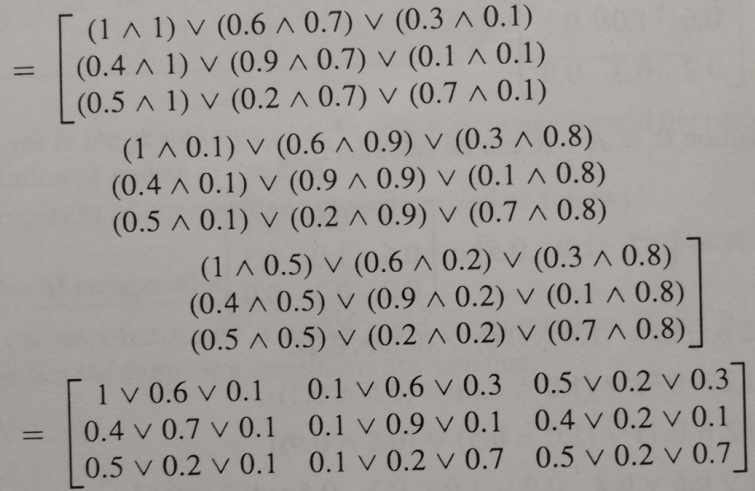 = [ (1 ∧ 1) ∨ (0.6 ∧ 0.7) ∨ (0.3 ∧ 0.1)
(0.4 ∧ 1) ∨ (0.9 ∧ 0.7) ∨ (0.1 ∧ 0.1)
(0.5 ∧ 1) ∨ (0.2 ∧ 0.7) ∨ (0.7 ∧ 0.1)
(1 ∧ 0.1) ∨ (0.6 ∧ 0.9) ∨ (0.3 ∧ 0.8)
(0.4 ∧ 0.1) ∨ (0.9 ∧ 0.9) ∨ (0.1 ∧ 0.8)
(0.5 ∧ 0.1) ∨ (0.2 ∧ 0.9) ∨ (0.7 ∧ 0.8)
(1 ∧ 0.5) ∨ (0.6 ∧ 0.2) ∨ (0.3 ∧ 0.8)
(0.4 ∧ 0.5) ∨ (0.9 ∧ 0.2) ∨ (0.1 ∧ 0.8)
(0.5 ∧ 0.5) ∨ (0.2 ∧ 0.2) ∨ (0.7 ∧ 0.8) ]
= [ 1 ∨ 0.6 ∨ 0.1 0.1 ∨ 0.6 ∨ 0.3 0.5 ∨ 0.2 ∨ 0.3
0.4 ∨ 0.7 ∨ 0.1 0.1 ∨ 0.9 ∨ 0.1 0.4 ∨ 0.2 ∨ 0.1
0.5 ∨ 0.2 ∨ 0.1 0.1 ∨ 0.2 ∨ 0.7 0.5 ∨ 0.2 ∨ 0.7 ]